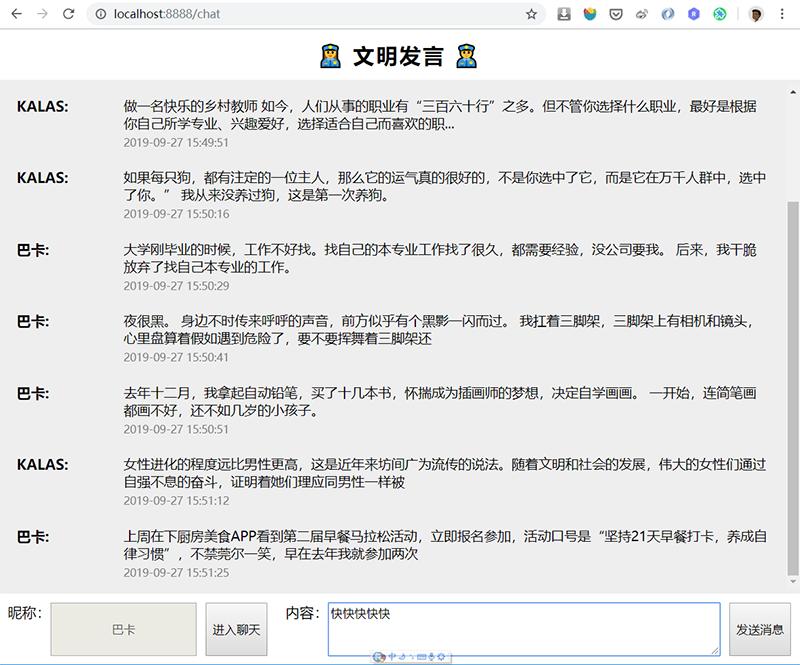 localhost:8888/chat
文明发言
KALAS:
做一名快乐的乡村教师 如今，人们从事的职业有“三百六十行”之多。但不管你选择什么职业，最好是根据
你自己所学专业、兴趣爱好，选择适合自己而喜欢的职...
2019-09-27 15:49:51
KALAS:
如果每只狗，都有注定的一位主人，那么它的运气真的很好的，不是你选中了它，而是它在万千人群中，选中
了你。” 我从来没养过狗，这是第一次养狗。
2019-09-27 15:50:16
巴卡:
大学刚毕业的时候，工作不好找。找自己的本专业工作找了很久，都需要经验，没公司要我。 后来，我干脆
放弃了找自己本专业的工作。
2019-09-27 15:50:29
巴卡:
夜很黑。 身边不时传来呼呼的声音，前方似乎有个黑影一闪而过。 我扛着三脚架，三脚架上有相机和镜头，
心里盘算着假如遇到危险了，要不要挥舞着三脚架还
2019-09-27 15:50:41
巴卡:
去年十二月，我拿起自动铅笔，买了十几本书，怀揣成为插画师的梦想，决定自学画画。 一开始，连简笔画
都画不好，还不如几岁的小孩子。
2019-09-27 15:50:51
KALAS:
女性进化的程度远比男性更高，这是近年来坊间广为流传的说法。随着文明和社会的发展，伟大的女性们通过
自强不息的奋斗，证明着她们理应同男性一样被
2019-09-27 15:51:12
巴卡:
上周在下厨房美食APP看到第二届早餐马拉松活动，立即报名参加，活动口号是“坚持21天早餐打卡，养成自
律习惯”，不禁莞尔一笑，早在去年我就参加两次
2019-09-27 15:51:25
昵称: 巴卡 进入聊天 内容: 快快快快快 发送消息
中